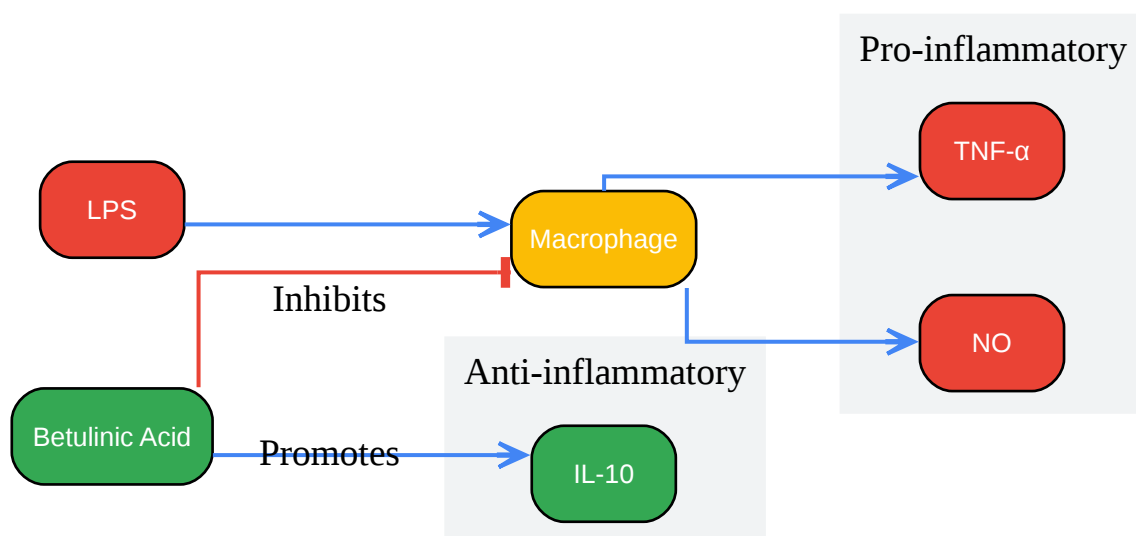 Pro-inflammatory
TNF-α
LPS
Macrophage
Inhibits
NO
Anti-inflammatory
Betulinic Acid
Promotes
IL-10